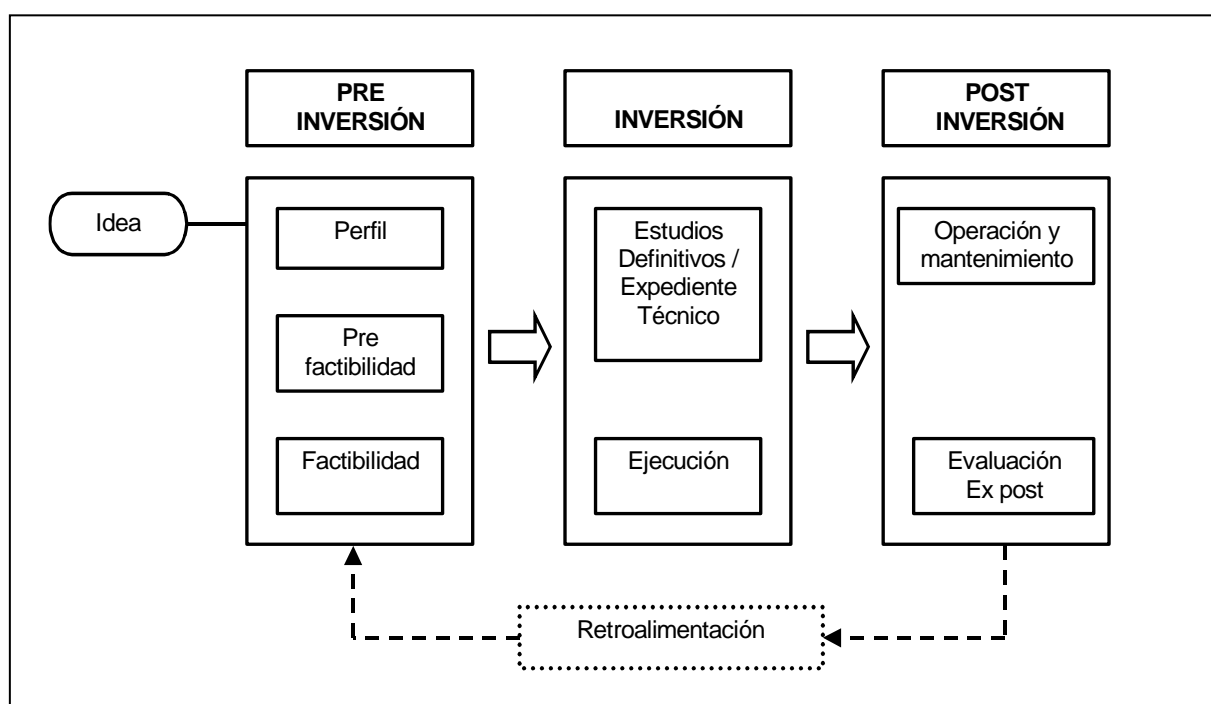 PRE
INVERSIÓN
INVERSIÓN
POST
INVERSIÓN
Idea
Perfil
Pre
factibilidad
Factibilidad
Estudios
Definitivos /
Expediente
Técnico
Ejecución
Operación y
mantenimiento
Evaluación
Ex post
Retroalimentación